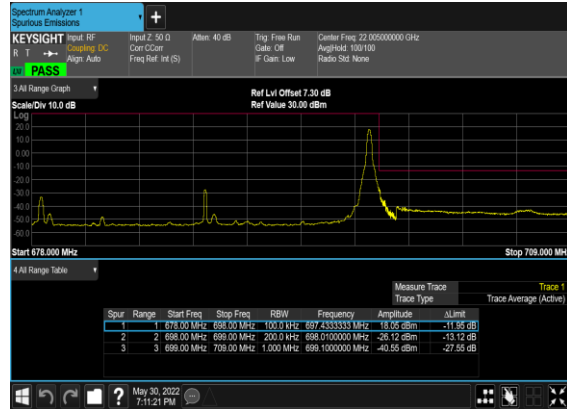 Spectrum Analyzer 1
Spurious Emissions
KEYSIGHT Input: RF Input Z: 50 Ω Atten: 40 dB Trig: Free Run Center Freq: 22.005000000 GHz
R T Coupling: DC Corr CCorr Gate: Off Avg|Hold: 100/100
Align: Auto Freq Ref: Int (S) IF Gain: Low Radio Std: None
PASS
3 All Range Graph
Ref Lvl Offset 7.30 dB
Scale/Div 10.0 dB Ref Value 30.00 dBm
Log
20.0
10.0
0.00
-10.0
-20.0
-30.0
-40.0
-50.0
-60.0
Start 678.000 MHz Stop 709.000 MH
4 All Range Table
Measure Trace Trace 1
Trace Type Trace Average (Active)
Spur Range Start Freq Stop Freq RBW Frequency Amplitude ΔLimit
1 1 678.00 MHz 698.00 MHz 100.0 kHz 697.4333333 MHz 18.05 dBm -11.95 dB
2 2 698.00 MHz 699.00 MHz 200.0 kHz 698.0100000 MHz -26.12 dBm -13.12 dB
3 3 699.00 MHz 709.00 MHz 1.000 MHz 699.1000000 MHz -40.55 dBm -27.55 dB
? May 30, 2022
7:11:21 PM